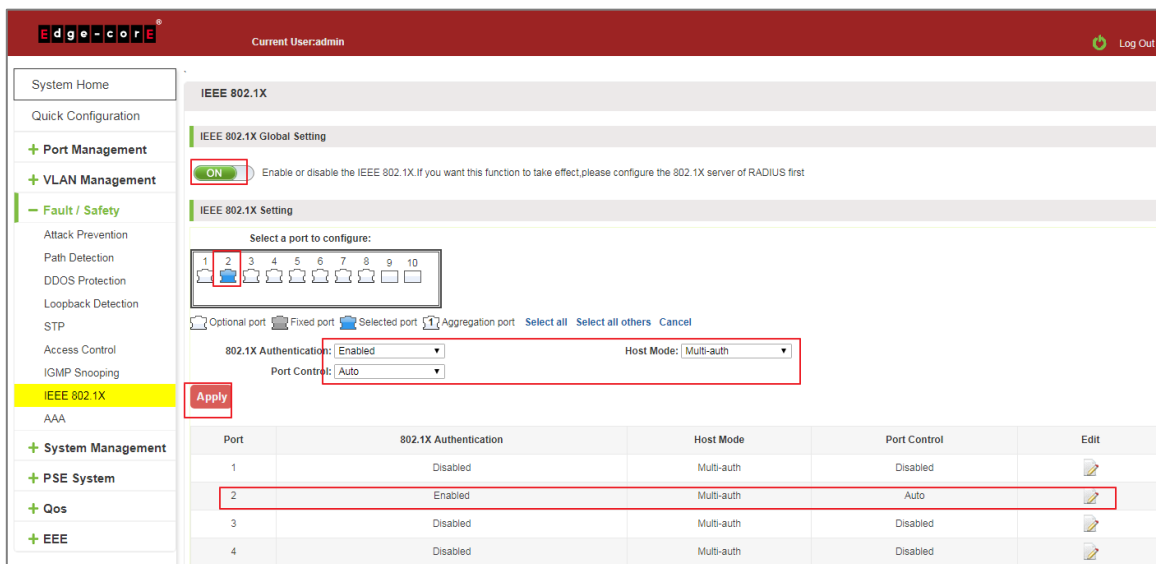 Edge-corE®
Current User:admin
Log Out
System Home
Quick Configuration
+ Port Management
+ VLAN Management
− Fault / Safety
Attack Prevention
Path Detection
DDOS Protection
Loopback Detection
STP
Access Control
IGMP Snooping
IEEE 802.1X
AAA
+ System Management
+ PSE System
+ Qos
+ EEE
IEEE 802.1X
IEEE 802.1X Global Setting
ON Enable or disable the IEEE 802.1X.If you want this function to take effect,please configure the 802.1X server of RADIUS first
IEEE 802.1X Setting
Select a port to configure:
1 2 3 4 5 6 7 8 9 10
Optional port Fixed port Selected port 1 Aggregation port Select all Select all others Cancel
802.1X Authentication: Enabled Host Mode: Multi-auth
Port Control: Auto
Apply
Port 802.1X Authentication Host Mode Port Control Edit
1 Disabled Multi-auth Disabled
2 Enabled Multi-auth Auto
3 Disabled Multi-auth Disabled
4 Disabled Multi-auth Disabled